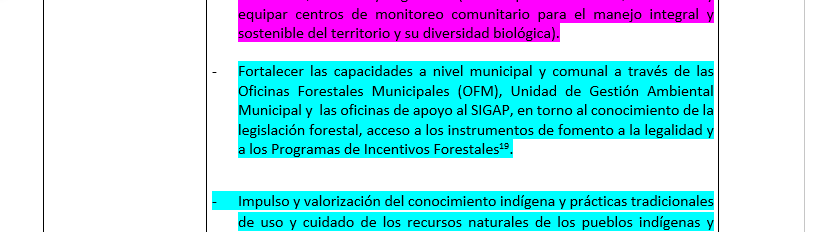 equipar centros de monitoreo comunitario para el manejo integral y
sostenible del territorio y su diversidad biológica).
- Fortalecer las capacidades a nivel municipal y comunal a través de las
Oficinas Forestales Municipales (OFM), Unidad de Gestión Ambiental
Municipal y las oficinas de apoyo al SIGAP, en torno al conocimiento de la
legislación forestal, acceso a los instrumentos de fomento a la legalidad y
a los Programas de Incentivos Forestales¹⁹.
- Impulso y valorización del conocimiento indígena y prácticas tradicionales
de uso y cuidado de los recursos naturales de los pueblos indígenas y